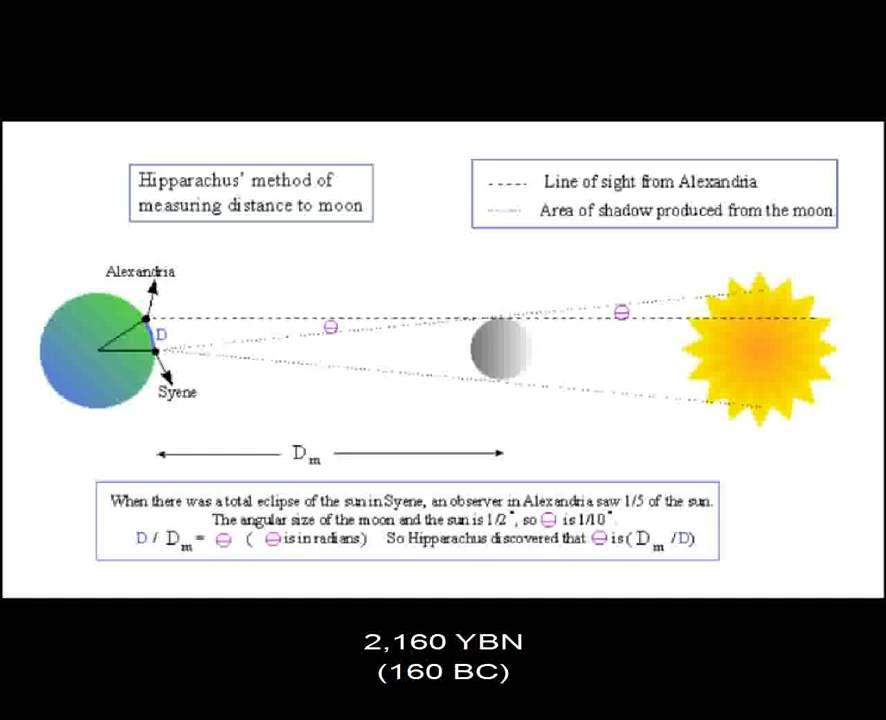 Hipparachus' method of
measuring distance to moon
Line of sight from Alexandria
Area of shadow produced from the moon.
Alexandria
D
Syene
Θ
Θ
Dm
When there was a total eclipse of the sun in Syene, an observer in Alexandria saw 1/5 of the sun.
The angular size of the moon and the sun is 1/2°, so Θ is 1/10°.
D / Dm = Θ ( Θ is in radians) So Hipparachus discovered that Θ is ( Dm / D)
2,160 YBN
(160 BC)